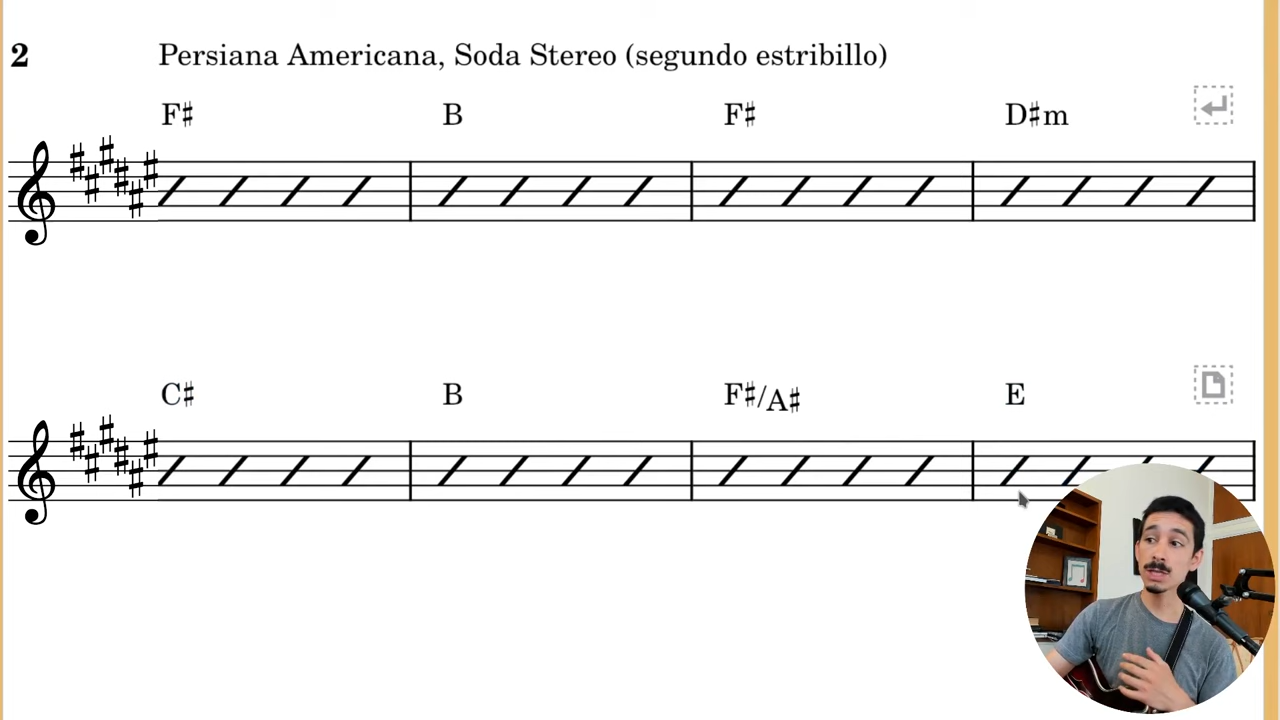 2 Persiana Americana, Soda Stereo (segundo estribillo)
F♯ B F♯ D♯m
C♯ B F♯/A♯ E